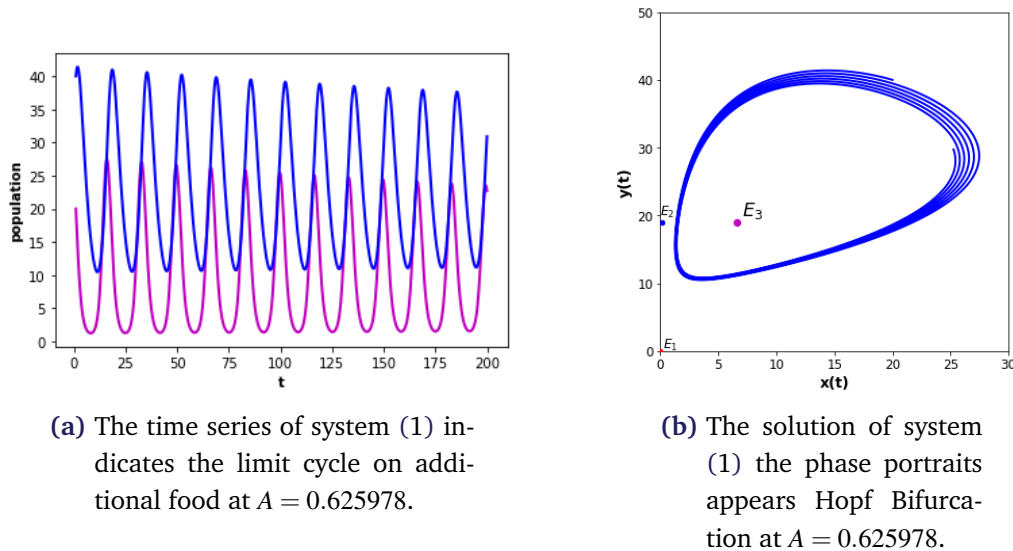 40
35
30
25
20
15
10
5
0
population
0 25 50 75 100 125 150 175 200
t
(a) The time series of system (1) in-
dicates the limit cycle on addi-
tional food at A = 0.625978.
50
40
30
20
10
0
y(t)
E2
E3
E1
0 5 10 15 20 25 30
x(t)
(b) The solution of system
(1) the phase portraits
appears Hopf Bifurca-
tion at A = 0.625978.